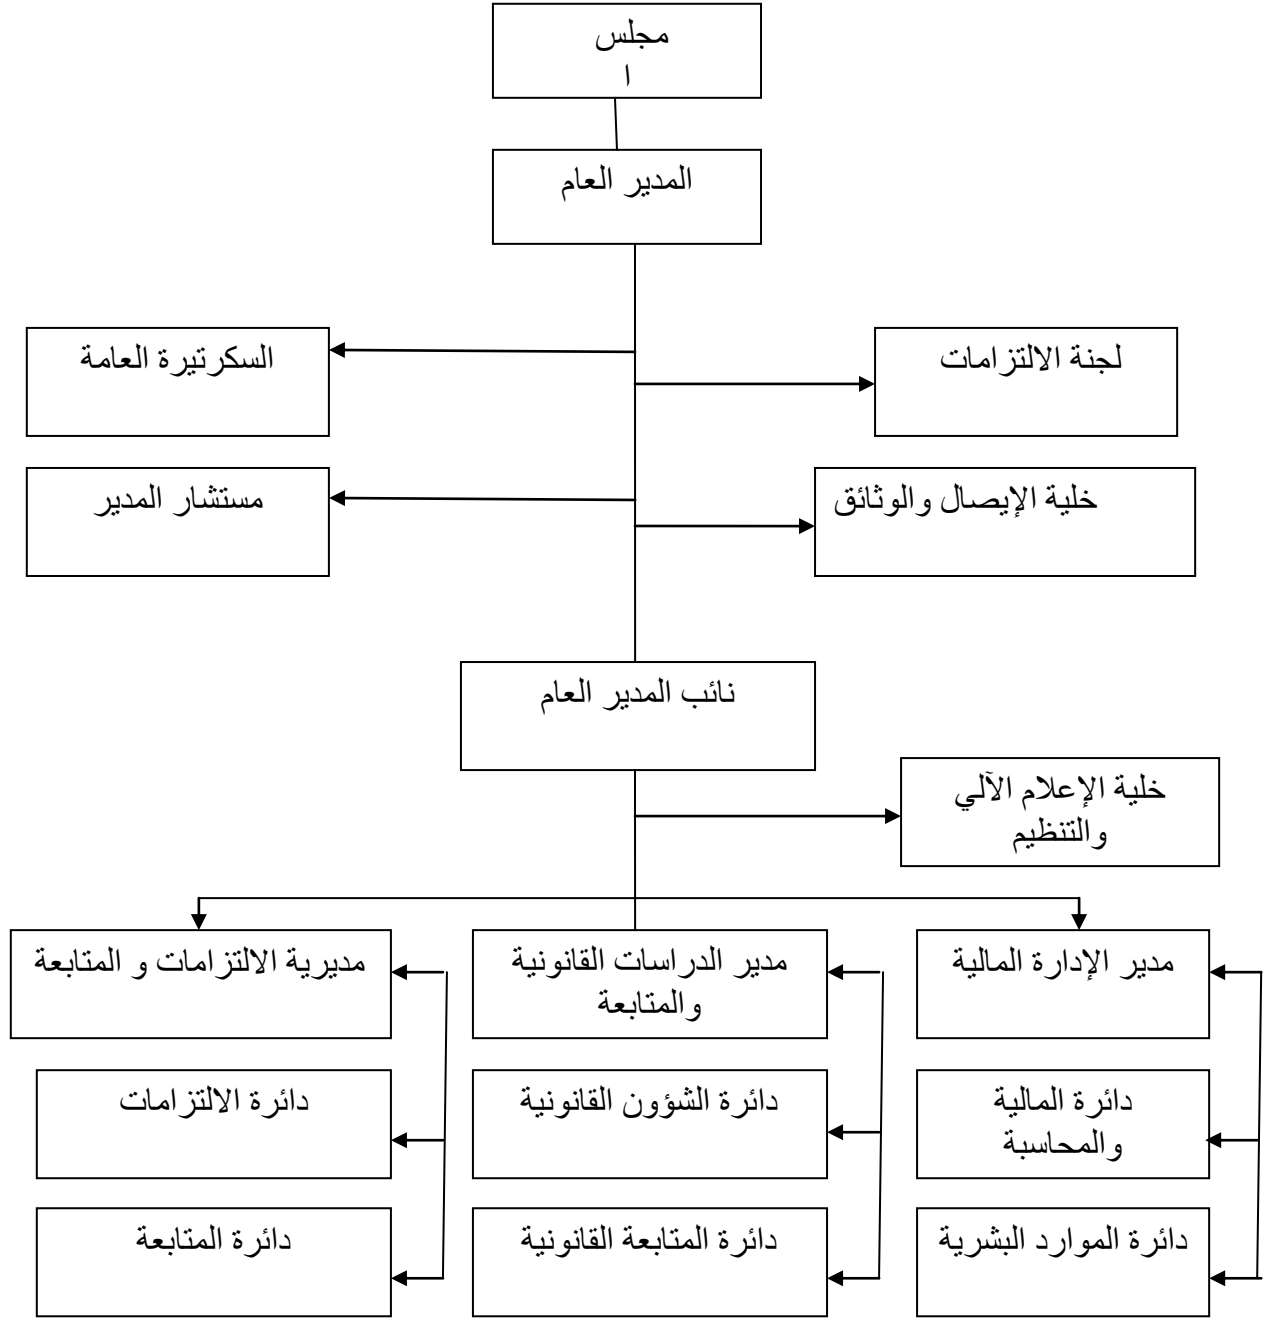 مجلس
ا
المدير العام
لجنة الالتزامات
السكرتيرة العامة
خلية الإيصال والوثائق
مستشار المدير
نائب المدير العام
خلية الإعلام الآلي
والتنظيم
مدير الإدارة المالية
مدير الدراسات القانونية
والمتابعة
مديرية الالتزامات و المتابعة
دائرة المالية
والمحاسبة
دائرة الشؤون القانونية
دائرة الالتزامات
دائرة الموارد البشرية
دائرة المتابعة القانونية
دائرة المتابعة